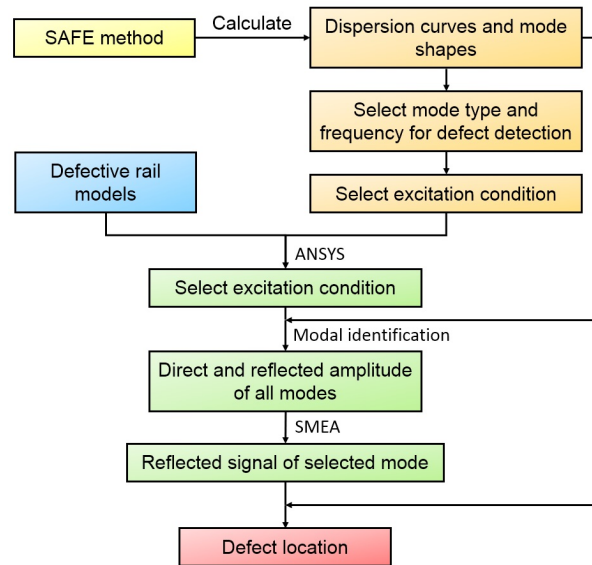 SAFE method
Calculate
Dispersion curves and mode
shapes
Select mode type and
frequency for defect detection
Defective rail
models
Select excitation condition
ANSYS
Select excitation condition
Modal identification
Direct and reflected amplitude
of all modes
SMEA
Reflected signal of selected mode
Defect location